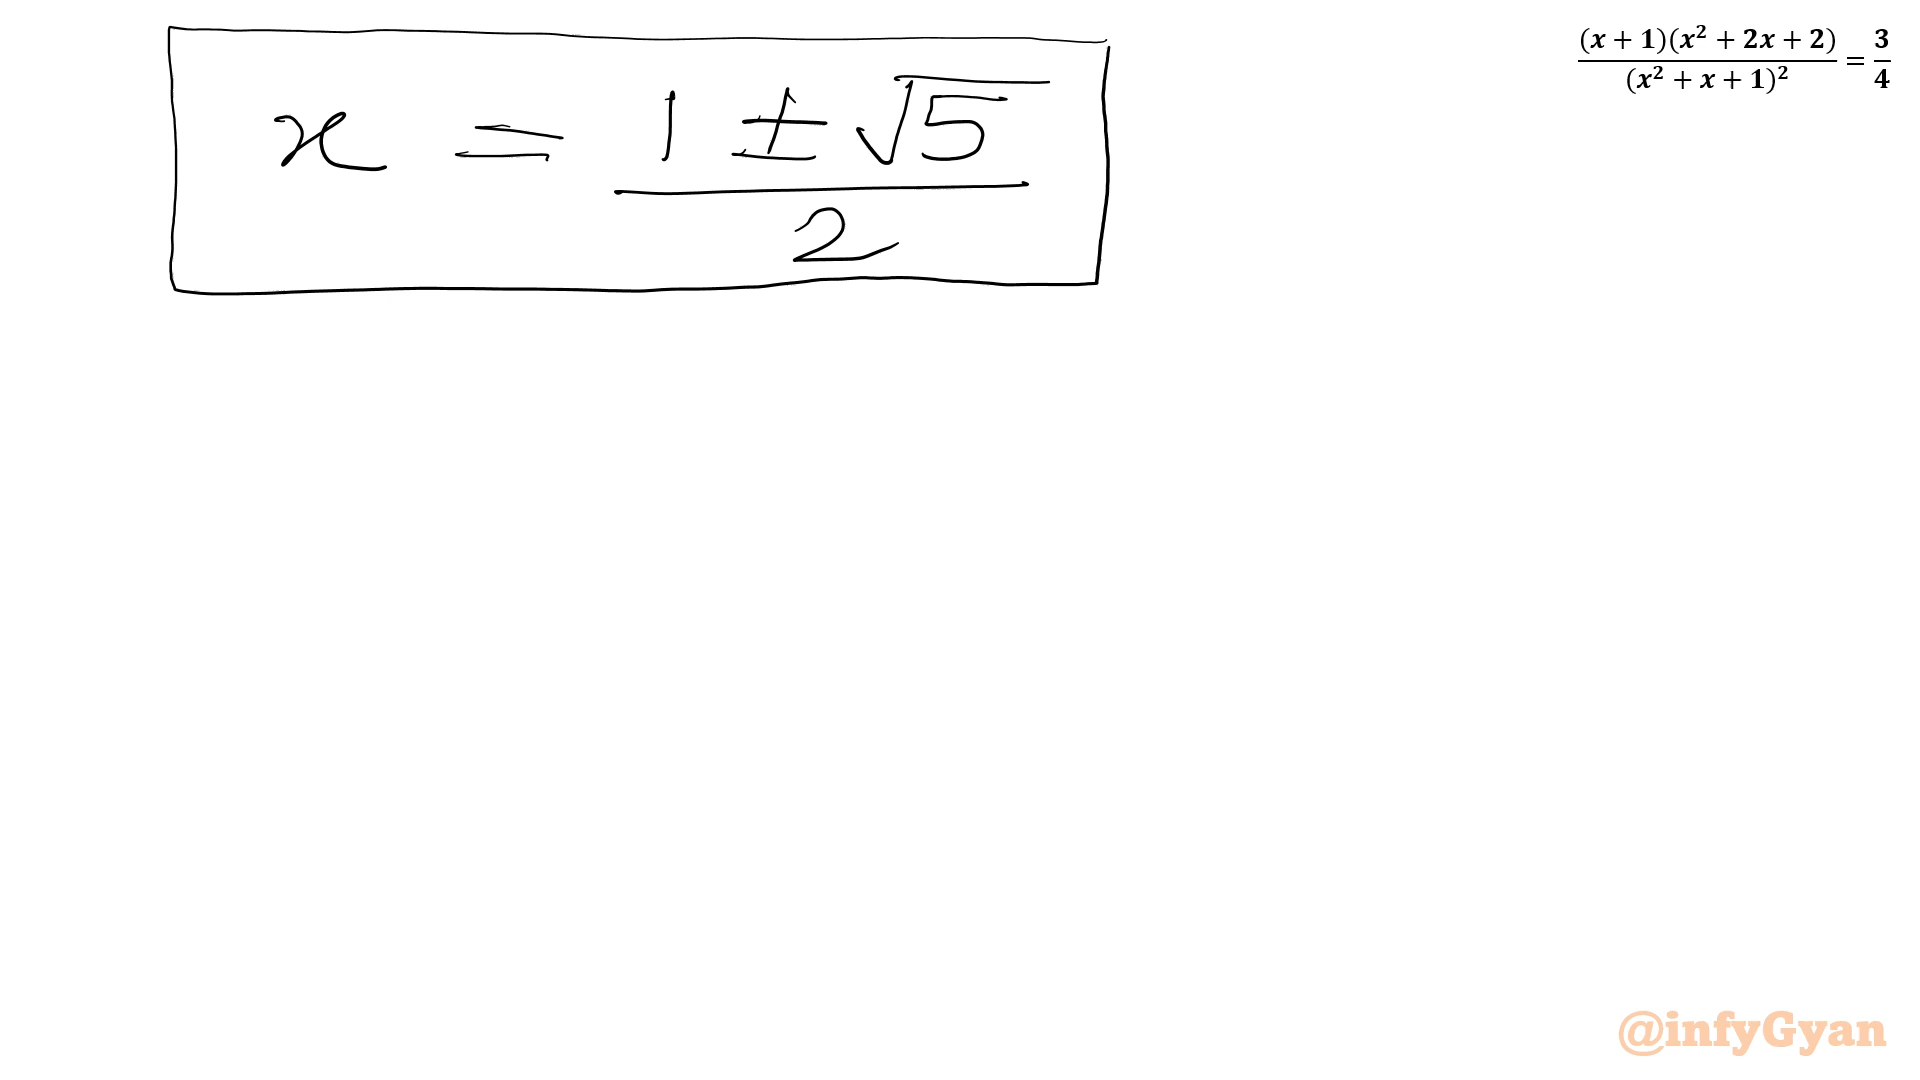 x = (1 ± √5)/2
(x + 1)(x² + 2x + 2)/(x² + x + 1)² = 3/4
@infyGyan